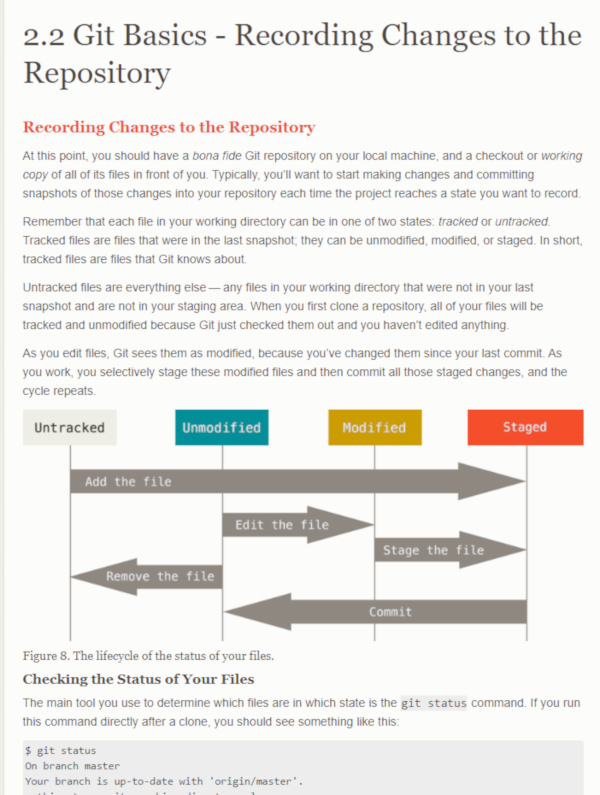 2.2 Git Basics - Recording Changes to the
Repository
Recording Changes to the Repository
At this point, you should have a bona fide Git repository on your local machine, and a checkout or working
copy of all of its files in front of you. Typically, you'll want to start making changes and committing
snapshots of those changes into your repository each time the project reaches a state you want to record.
Remember that each file in your working directory can be in one of two states: tracked or untracked.
Tracked files are files that were in the last snapshot; they can be unmodified, modified, or staged. In short,
tracked files are files that Git knows about.
Untracked files are everything else — any files in your working directory that were not in your last
snapshot and are not in your staging area. When you first clone a repository, all of your files will be
tracked and unmodified because Git just checked them out and you haven't edited anything.
As you edit files, Git sees them as modified, because you've changed them since your last commit. As
you work, you selectively stage these modified files and then commit all those staged changes, and the
cycle repeats.
Untracked Unmodified Modified Staged
Add the file
Edit the file
Stage the file
Remove the file
Commit
Figure 8. The lifecycle of the status of your files.
Checking the Status of Your Files
The main tool you use to determine which files are in which state is the git status command. If you run
this command directly after a clone, you should see something like this:
$ git status
On branch master
Your branch is up-to-date with 'origin/master'.